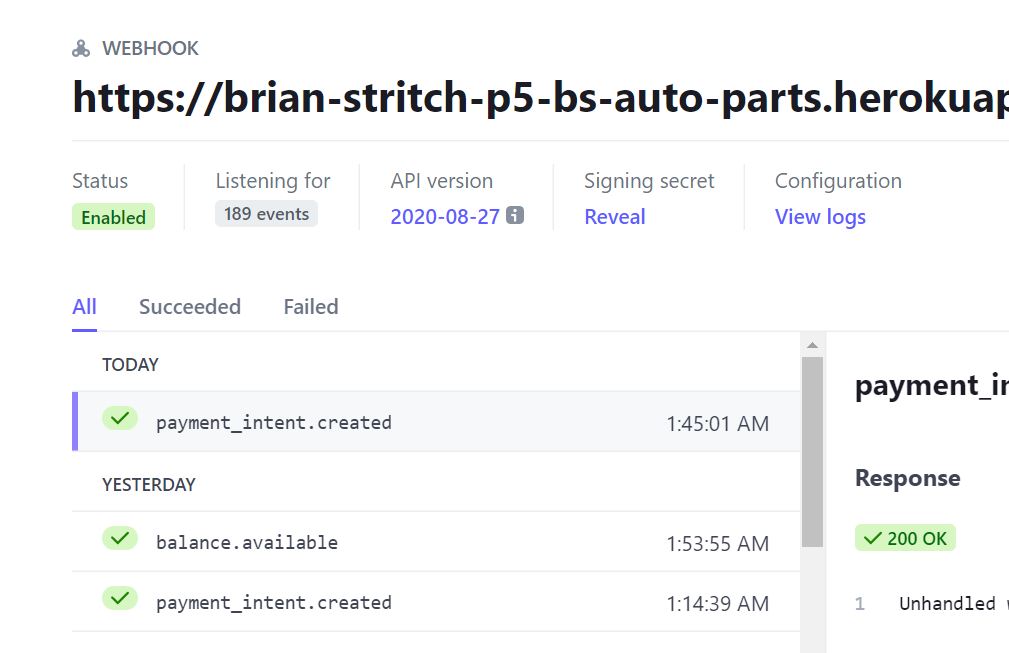 WEBHOOK
https://brian-stritch-p5-bs-auto-parts.herokuap
Status Listening for API version Signing secret Configuration
Enabled 189 events 2020-08-27 Reveal View logs
All Succeeded Failed
TODAY
payment_intent.created 1:45:01 AM
YESTERDAY
balance.available 1:53:55 AM
payment_intent.created 1:14:39 AM
payment_in
Response
200 OK
1 Unhandled